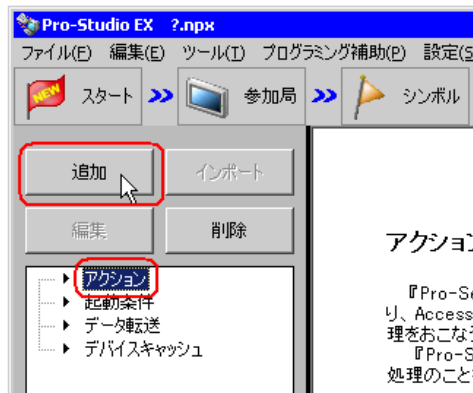 Pro-Studio EX ?.npx
ファイル(F) 編集(E) ツール(T) プログラミング補助(P) 設定(S
NEW スタート >> 参加局 >> シンボル
追加 インポート
編集 削除
アクション
起動条件
データ転送
デバイスキャッシュ
アクション
『Pro-Se
り、Access
理をおこな
『Pro-S
処理のこと